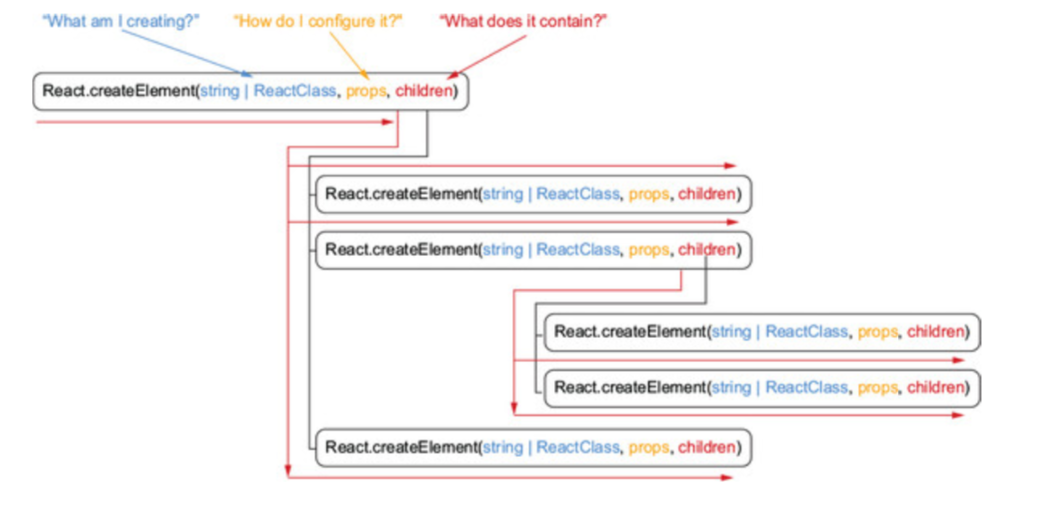 “What am I creating?” “How do I configure it?” “What does it contain?”
React.createElement(string | ReactClass, props, children)
React.createElement(string | ReactClass, props, children)
React.createElement(string | ReactClass, props, children)
React.createElement(string | ReactClass, props, children)
React.createElement(string | ReactClass, props, children)
React.createElement(string | ReactClass, props, children)